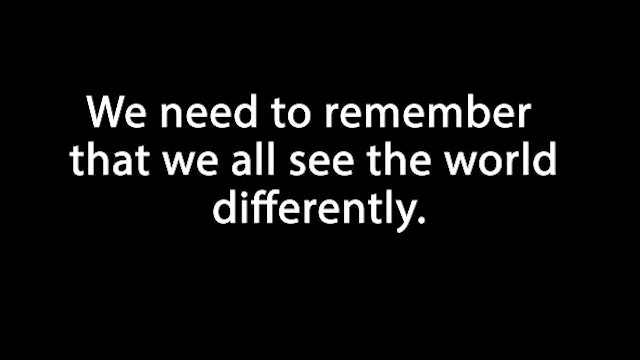 We need to remember
that we all see the world
differently.